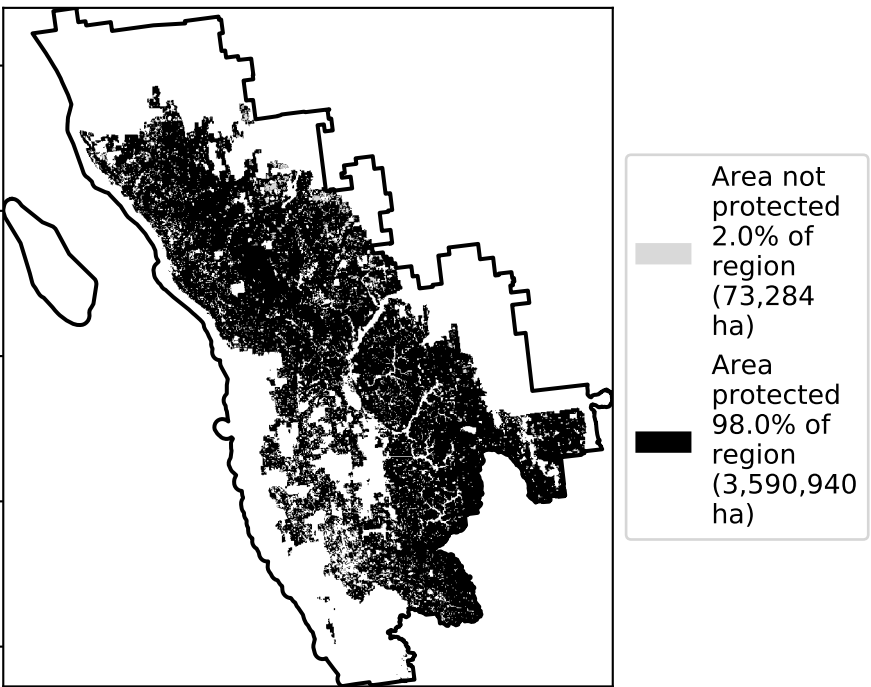 Area not
protected
2.0% of
region
(73,284
ha)
Area
protected
98.0% of
region
(3,590,940
ha)